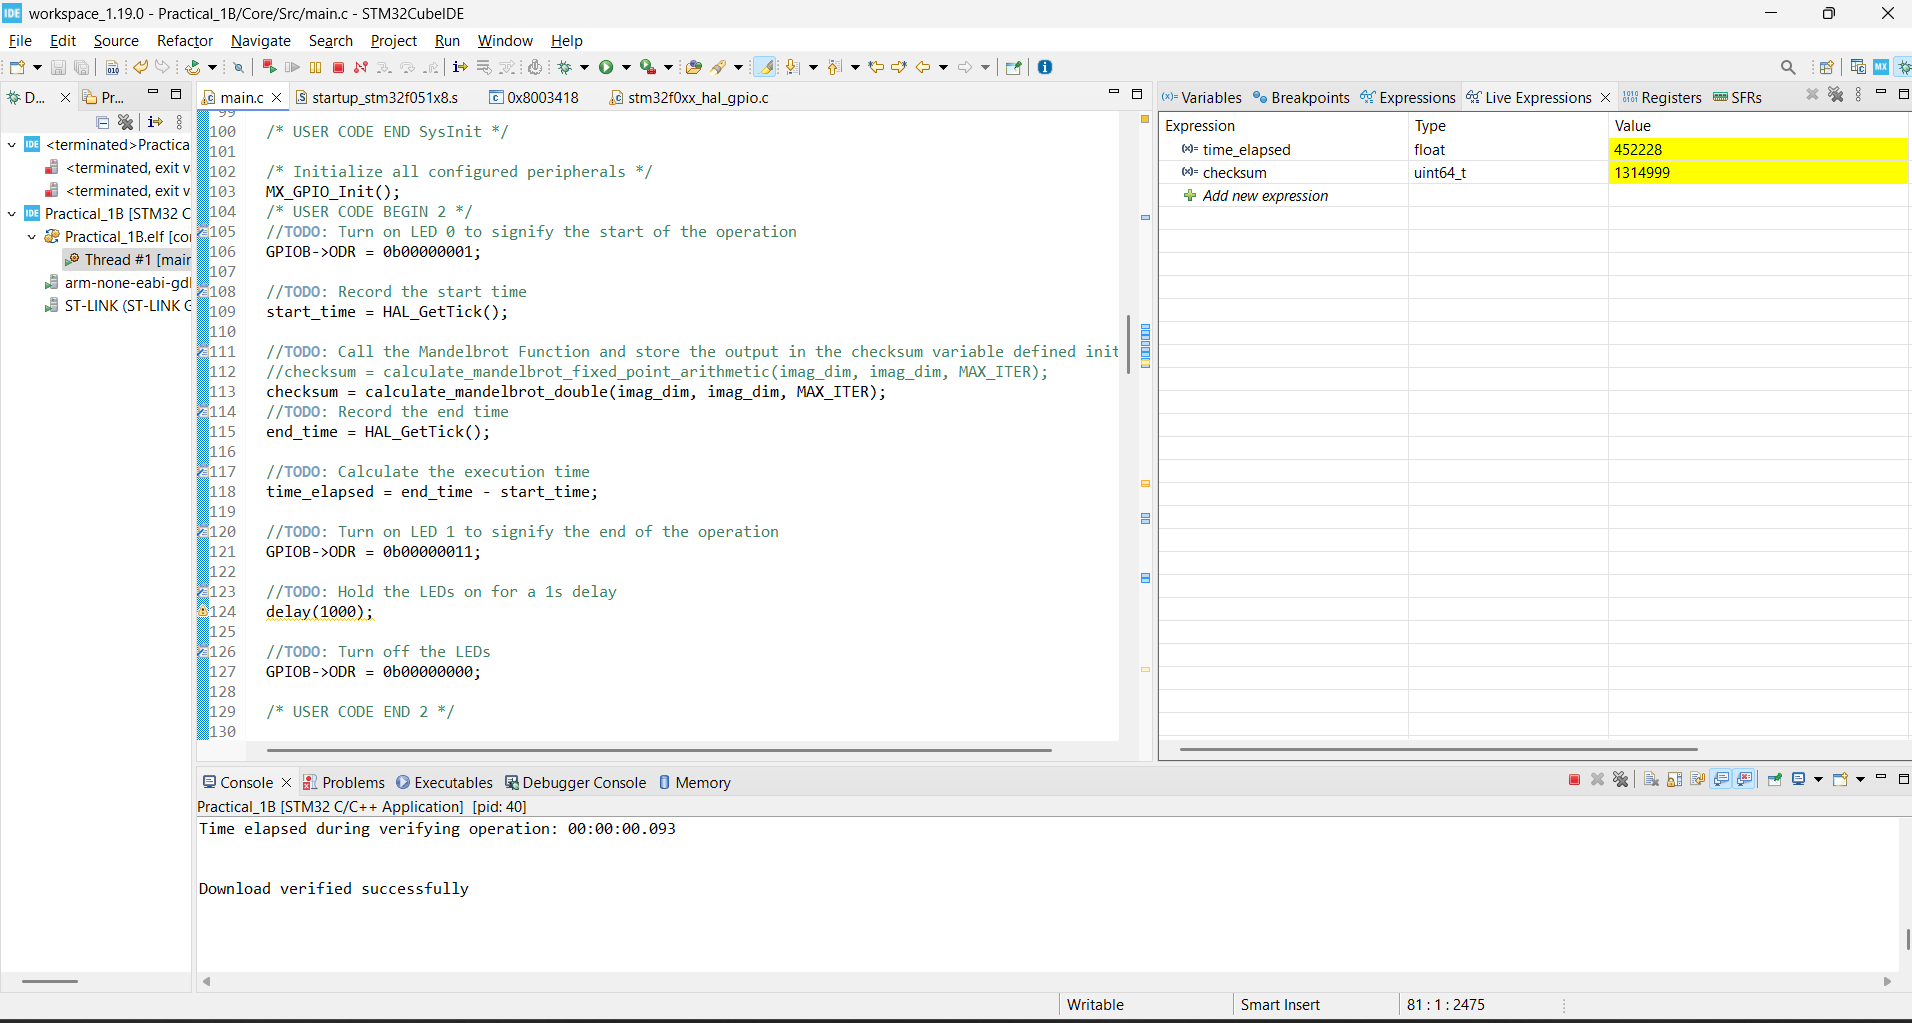 IDE workspace_1.19.0 - Practical_1B/Core/Src/main.c - STM32CubeIDE
File Edit Source Refactor Navigate Search Project Run Window Help
D... Pr... main.c startup_stm32f051x8.s 0x8003418 stm32f0xx_hal_gpio.c
(x)= Variables Breakpoints Expressions Live Expressions Registers SFRs
IDE <terminated>Practica
<terminated, exit v
<terminated, exit v
IDE Practical_1B [STM32 C
Practical_1B.elf [co
Thread #1 [mair
arm-none-eabi-gd
ST-LINK (ST-LINK G
99
100 /* USER CODE END SysInit */
101
102 /* Initialize all configured peripherals */
103 MX_GPIO_Init();
104 /* USER CODE BEGIN 2 */
105 //TODO: Turn on LED 0 to signify the start of the operation
106 GPIOB->ODR = 0b00000001;
107
108 //TODO: Record the start time
109 start_time = HAL_GetTick();
110
111 //TODO: Call the Mandelbrot Function and store the output in the checksum variable defined init
112 //checksum = calculate_mandelbrot_fixed_point_arithmetic(imag_dim, imag_dim, MAX_ITER);
113 checksum = calculate_mandelbrot_double(imag_dim, imag_dim, MAX_ITER);
114 //TODO: Record the end time
115 end_time = HAL_GetTick();
116
117 //TODO: Calculate the execution time
118 time_elapsed = end_time - start_time;
119
120 //TODO: Turn on LED 1 to signify the end of the operation
121 GPIOB->ODR = 0b00000011;
122
123 //TODO: Hold the LEDs on for a 1s delay
124 delay(1000);
125
126 //TODO: Turn off the LEDs
127 GPIOB->ODR = 0b00000000;
128
129 /* USER CODE END 2 */
130
Expression Type Value
(x)= time_elapsed float 452228
(x)= checksum uint64_t 1314999
Add new expression
Console Problems Executables Debugger Console Memory
Practical_1B [STM32 C/C++ Application] [pid: 40]
Time elapsed during verifying operation: 00:00:00.093
Download verified successfully
Writable Smart Insert 81 : 1 : 2475